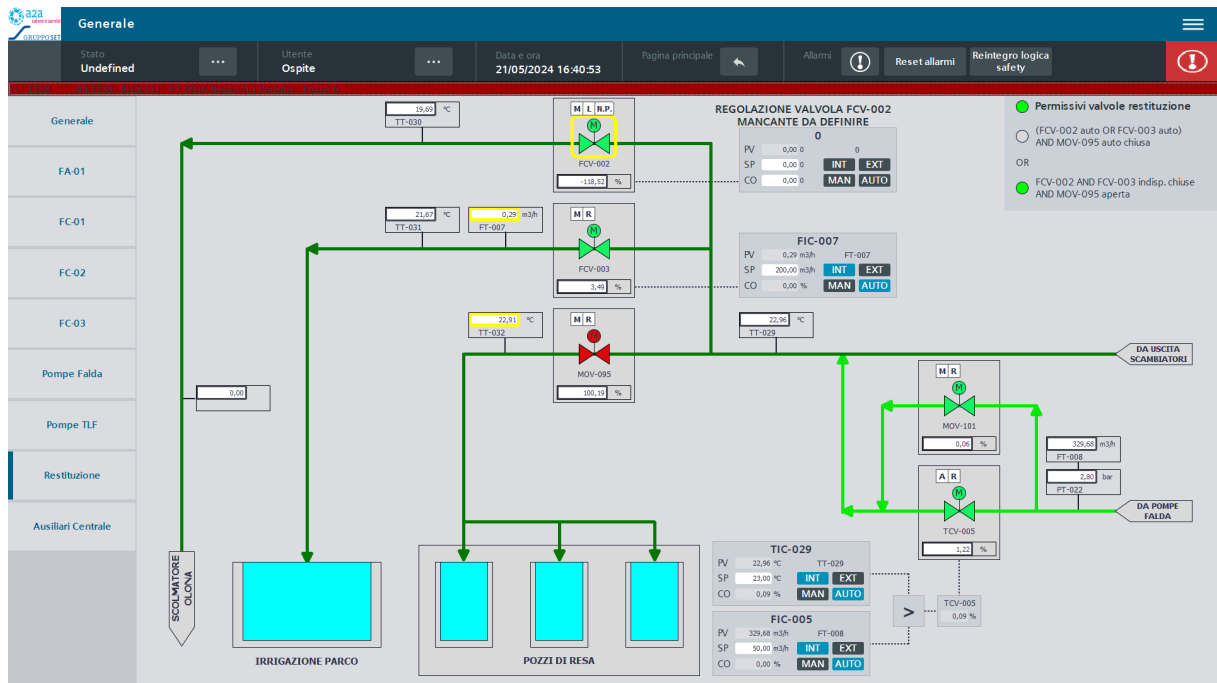 a2a
GRUPPO SET
Generale
Stato
Undefined
...
Utente
Ospite
...
Data e ora
21/05/2024 16:40:53
Pagina principale
Allarmi
Reset allarmi
Reintegro logica
safety
Generale
FA-01
FC-01
FC-02
FC-03
Pompe Falda
Pompe TLF
Restituzione
Ausiliari Centrale
19,69 °C
TT-030
M L R.P.
M
FCV-002
-118,52 %
REGOLAZIONE VALVOLA FCV-002
MANCANTE DA DEFINIRE
0
PV 0,00 0 0
SP 0,00 0 INT EXT
CO 0,00 0 MAN AUTO
Permissivi valvole restituzione
(FCV-002 auto OR FCV-003 auto)
AND MOV-095 auto chiusa
OR
FCV-002 AND FCV-003 indisp. chiuse
AND MOV-095 aperta
21,67 °C
TT-031
0,29 m3/h
FT-007
M R
M
FCV-003
3,49 %
FIC-007
PV 0,29 m3/h FT-007
SP 200,00 m3/h INT EXT
CO 0,00 % MAN AUTO
22,91 °C
TT-032
M R
MOV-095
100,19 %
22,96 °C
TT-029
DA USCITA
SCAMBIATORI
0,00
M R
M
MOV-101
0,06 %
329,68 m3/h
FT-008
2,80 bar
PT-022
A R
M
TCV-005
1,22 %
DA POMPE
FALDA
SCOLMATORE
OLONA
IRRIGAZIONE PARCO
POZZI DI RESA
TIC-029
PV 22,96 °C TT-029
SP 23,00 °C INT EXT
CO 0,09 % MAN AUTO
>
TCV-005
0,09 %
FIC-005
PV 329,68 m3/h FT-008
SP 50,00 m3/h INT EXT
CO 0,00 % MAN AUTO